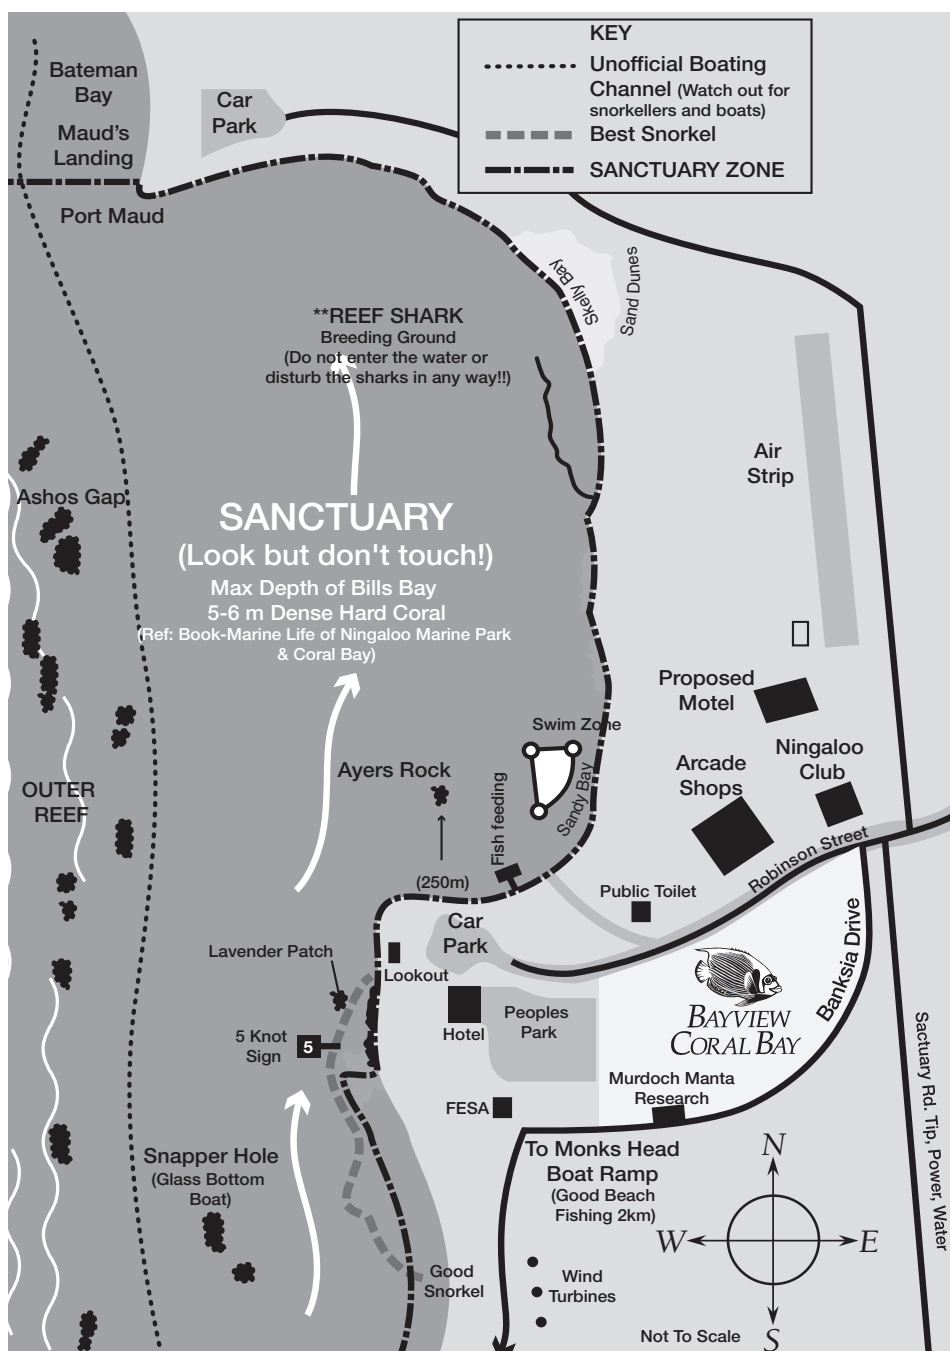 KEY
Unofficial Boating
Channel (Watch out for
snorkellers and boats)
Best Snorkel
SANCTUARY ZONE
Bateman
Bay
Maud's
Landing
Car
Park
Port Maud
Skelly Bay
Sand Dunes
**REEF SHARK
Breeding Ground
(Do not enter the water or
disturb the sharks in any way!!)
Air
Strip
Ashos Gap
SANCTUARY
(Look but don't touch!)
Max Depth of Bills Bay
5-6 m Dense Hard Coral
(Ref: Book-Marine Life of Ningaloo Marine Park
& Coral Bay)
Proposed
Motel
Swim Zone
Ningaloo
Club
Arcade
Shops
Ayers Rock
OUTER
REEF
Sandy Bay
Fish feeding
Robinson Street
(250m)
Public Toilet
Car
Park
Banksia Drive
Lavender Patch
Lookout
Hotel
Peoples
Park
BAYVIEW
CORAL BAY
5 Knot
Sign
5
Sactuary Rd. Tip, Power, Water
Murdoch Manta
Research
FESA
To Monks Head
Boat Ramp
(Good Beach
Fishing 2km)
N
W
E
S
Snapper Hole
(Glass Bottom
Boat)
Good
Snorkel
Wind
Turbines
Not To Scale